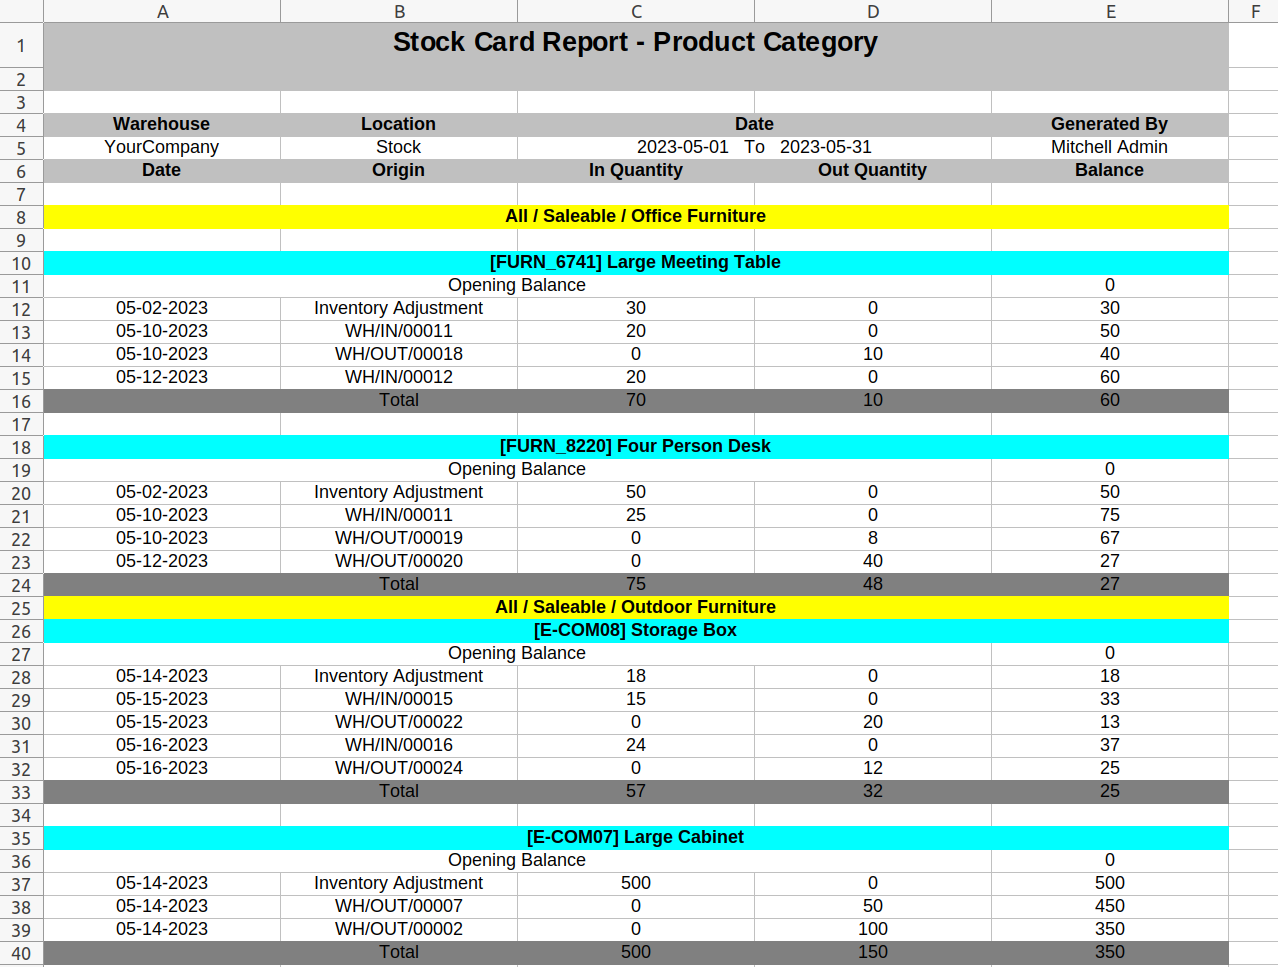 A B C D E F
1 Stock Card Report - Product Category
2
3
4 Warehouse Location Date Generated By
5 YourCompany Stock 2023-05-01 To 2023-05-31 Mitchell Admin
6 Date Origin In Quantity Out Quantity Balance
7
8 All / Saleable / Office Furniture
9
10 [FURN_6741] Large Meeting Table
11 Opening Balance 0
12 05-02-2023 Inventory Adjustment 30 0 30
13 05-10-2023 WH/IN/00011 20 0 50
14 05-10-2023 WH/OUT/00018 0 10 40
15 05-12-2023 WH/IN/00012 20 0 60
16 Total 70 10 60
17
18 [FURN_8220] Four Person Desk
19 Opening Balance 0
20 05-02-2023 Inventory Adjustment 50 0 50
21 05-10-2023 WH/IN/00011 25 0 75
22 05-10-2023 WH/OUT/00019 0 8 67
23 05-12-2023 WH/OUT/00020 0 40 27
24 Total 75 48 27
25 All / Saleable / Outdoor Furniture
26 [E-COM08] Storage Box
27 Opening Balance 0
28 05-14-2023 Inventory Adjustment 18 0 18
29 05-15-2023 WH/IN/00015 15 0 33
30 05-15-2023 WH/OUT/00022 0 20 13
31 05-16-2023 WH/IN/00016 24 0 37
32 05-16-2023 WH/OUT/00024 0 12 25
33 Total 57 32 25
34
35 [E-COM07] Large Cabinet
36 Opening Balance 0
37 05-14-2023 Inventory Adjustment 500 0 500
38 05-14-2023 WH/OUT/00007 0 50 450
39 05-14-2023 WH/OUT/00002 0 100 350
40 Total 500 150 350